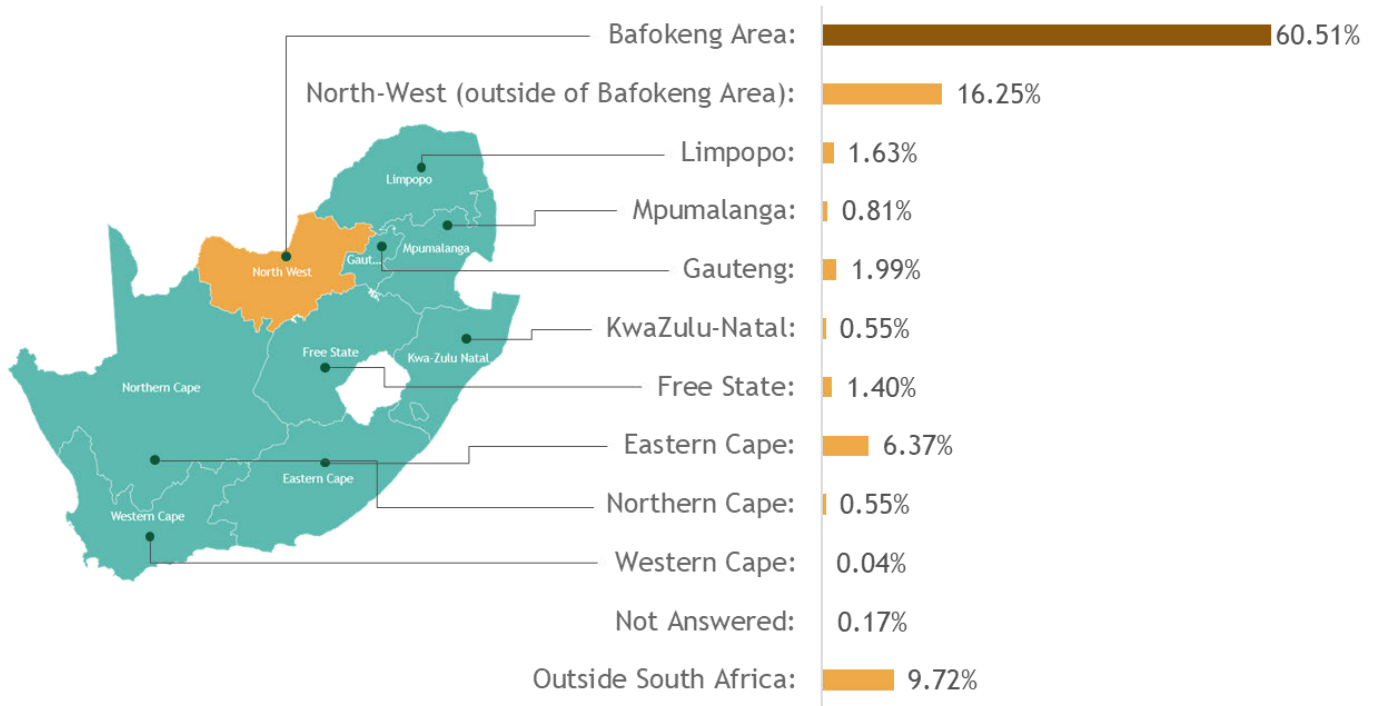 Bafokeng Area: 60.51%
North-West (outside of Bafokeng Area): 16.25%
Limpopo: 1.63%
Mpumalanga: 0.81%
Gauteng: 1.99%
KwaZulu-Natal: 0.55%
Free State: 1.40%
Eastern Cape: 6.37%
Northern Cape: 0.55%
Western Cape: 0.04%
Not Answered: 0.17%
Outside South Africa: 9.72%
Limpopo
Mpumalanga
Gaut...
North West
Free State
Kwa-Zulu Natal
Northern Cape
Eastern Cape
Western Cape